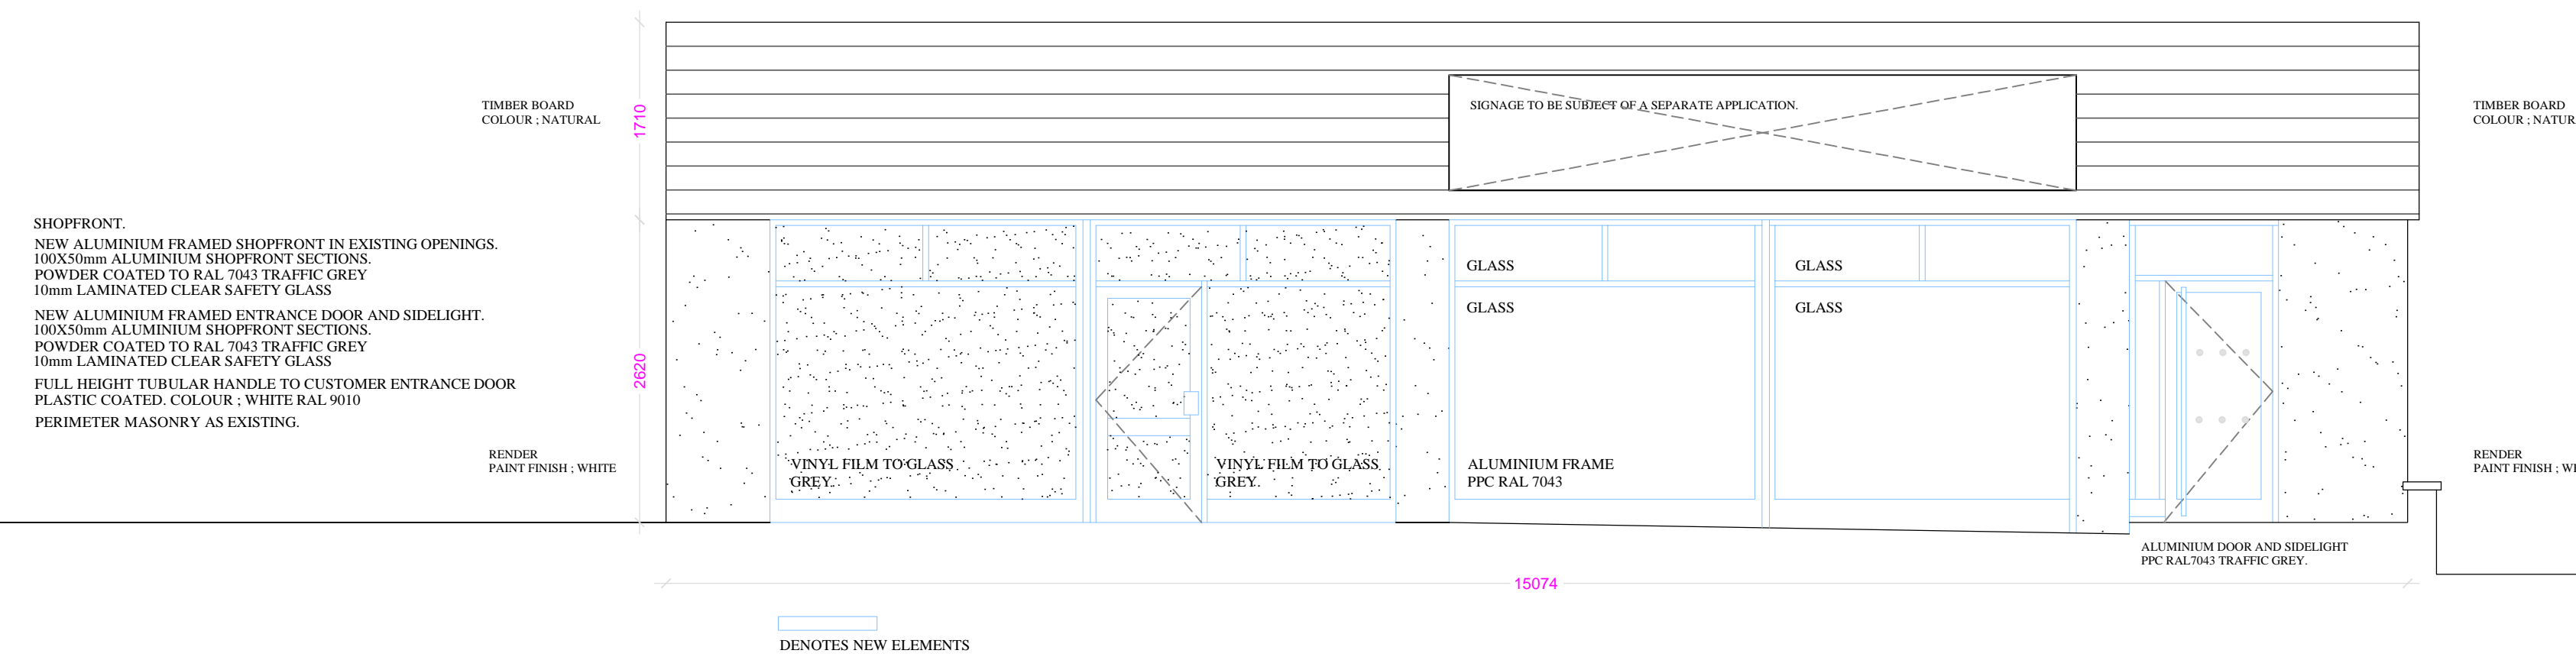 TIMBER BOARD
COLOUR ; NATURAL
1710
SIGNAGE TO BE SUBJECT OF A SEPARATE APPLICATION.
TIMBER BOARD
COLOUR ; NATUR
SHOPFRONT.
NEW ALUMINIUM FRAMED SHOPFRONT IN EXISTING OPENINGS.
100X50mm ALUMINIUM SHOPFRONT SECTIONS.
POWDER COATED TO RAL 7043 TRAFFIC GREY
10mm LAMINATED CLEAR SAFETY GLASS
NEW ALUMINIUM FRAMED ENTRANCE DOOR AND SIDELIGHT.
100X50mm ALUMINIUM SHOPFRONT SECTIONS.
POWDER COATED TO RAL 7043 TRAFFIC GREY
10mm LAMINATED CLEAR SAFETY GLASS
FULL HEIGHT TUBULAR HANDLE TO CUSTOMER ENTRANCE DOOR
PLASTIC COATED. COLOUR ; WHITE RAL 9010
PERIMETER MASONRY AS EXISTING.
RENDER
PAINT FINISH ; WHITE
2620
VINYL FILM TO GLASS
GREY.
VINYL FILM TO GLASS
GREY.
GLASS
GLASS
GLASS
GLASS
ALUMINIUM FRAME
PPC RAL 7043
RENDER
PAINT FINISH ; WH
ALUMINIUM DOOR AND SIDELIGHT
PPC RAL7043 TRAFFIC GREY.
15074
DENOTES NEW ELEMENTS